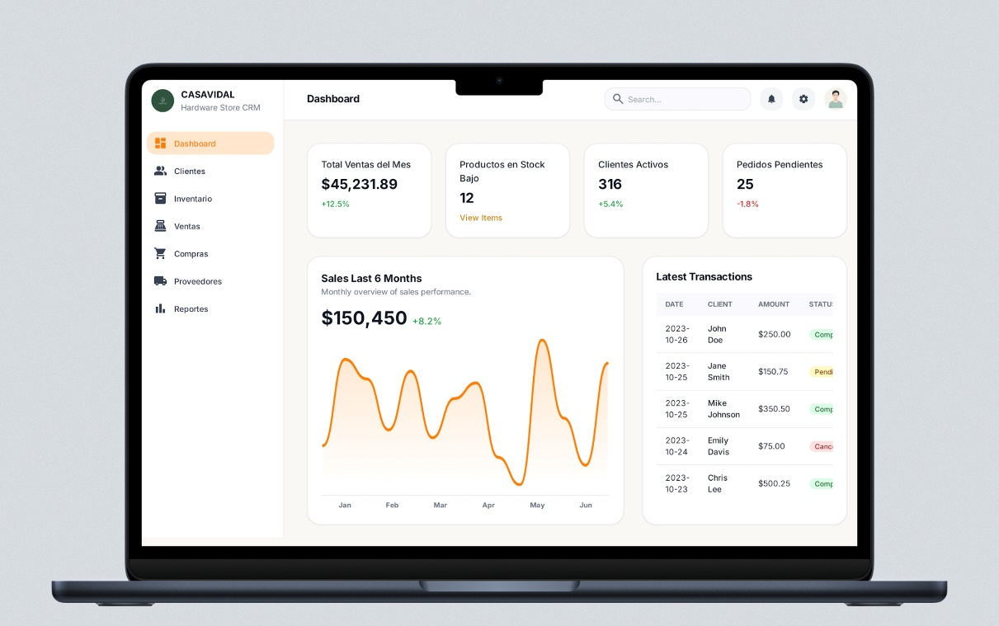 CASAVIDAL
Hardware Store CRM
Dashboard
Search...
Dashboard
Clientes
Inventario
Ventas
Compras
Proveedores
Reportes
Total Ventas del Mes
$45,231.89
+12.5%
Productos en Stock
Bajo
12
View Items
Clientes Activos
316
+5.4%
Pedidos Pendientes
25
-1.8%
Sales Last 6 Months
Monthly overview of sales performance.
$150,450 +8.2%
Jan Feb Mar Apr May Jun
Latest Transactions
DATE CLIENT AMOUNT STATUS
2023-
10-26
John
Doe
$250.00
Comp
2023-
10-25
Jane
Smith
$150.75
Pendi
2023-
10-25
Mike
Johnson
$350.50
Comp
2023-
10-24
Emily
Davis
$75.00
Canc
2023-
10-23
Chris
Lee
$500.25
Comp